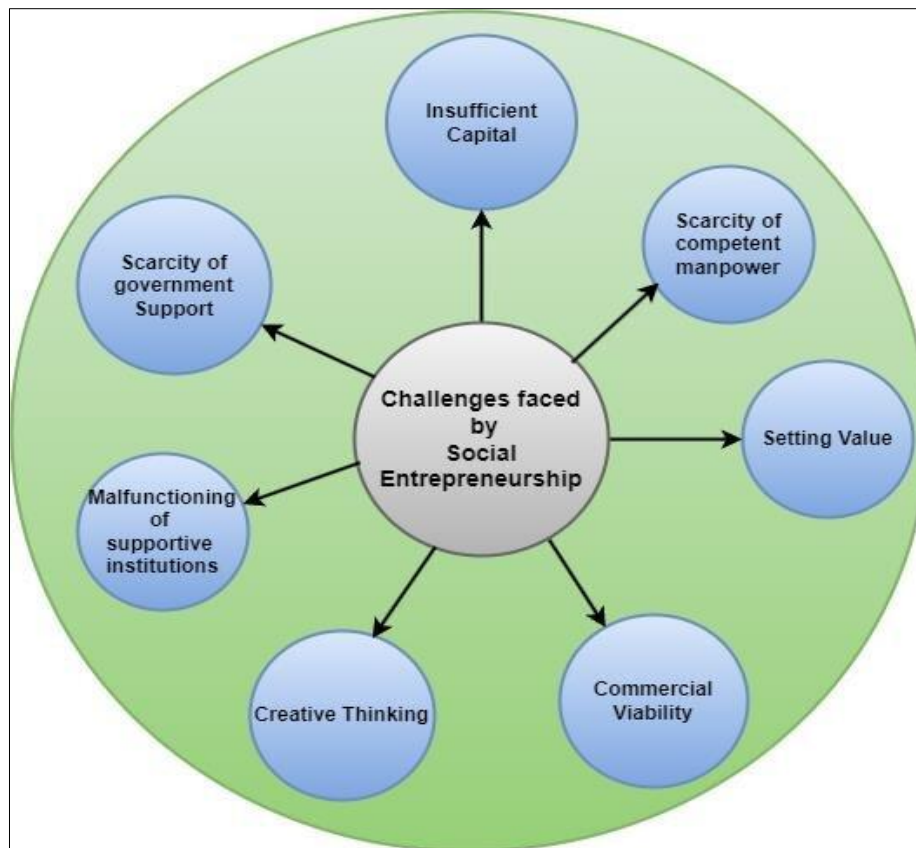 Insufficient
Capital
Scarcity of
competent
manpower
Scarcity of
government
Support
Challenges faced
by
Social
Entrepreneurship
Setting Value
Malfunctioning
of
supportive
institutions
Creative Thinking
Commercial
Viability